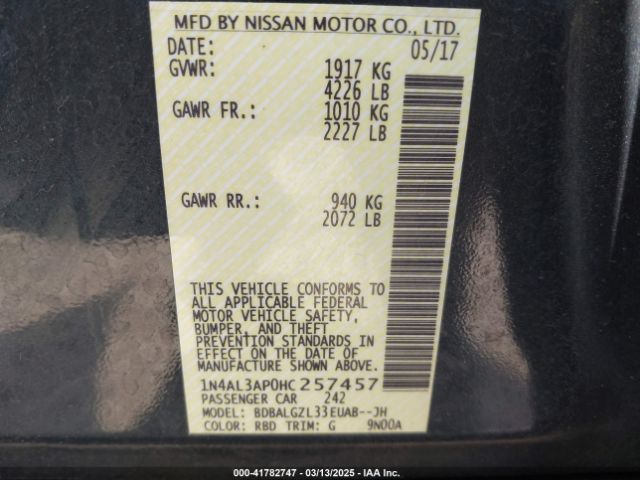 MFD BY NISSAN MOTOR CO., LTD.
DATE: 05/17
GVWR: 1917 KG
4226 LB
GAWR FR.: 1010 KG
2227 LB
GAWR RR.: 940 KG
2072 LB
THIS VEHICLE CONFORMS TO
ALL APPLICABLE FEDERAL
MOTOR VEHICLE SAFETY,
BUMPER, AND THEFT
PREVENTION STANDARDS IN
EFFECT ON THE DATE OF
MANUFACTURE SHOWN ABOVE.
1N4AL3AP0HC257457
PASSENGER CAR 242
MODEL: BDBALGZL33EUAB--JH
COLOR: RBD TRIM: G 9N00A
© 0000-41782747 | 03/13/2025 — IAA Inc.